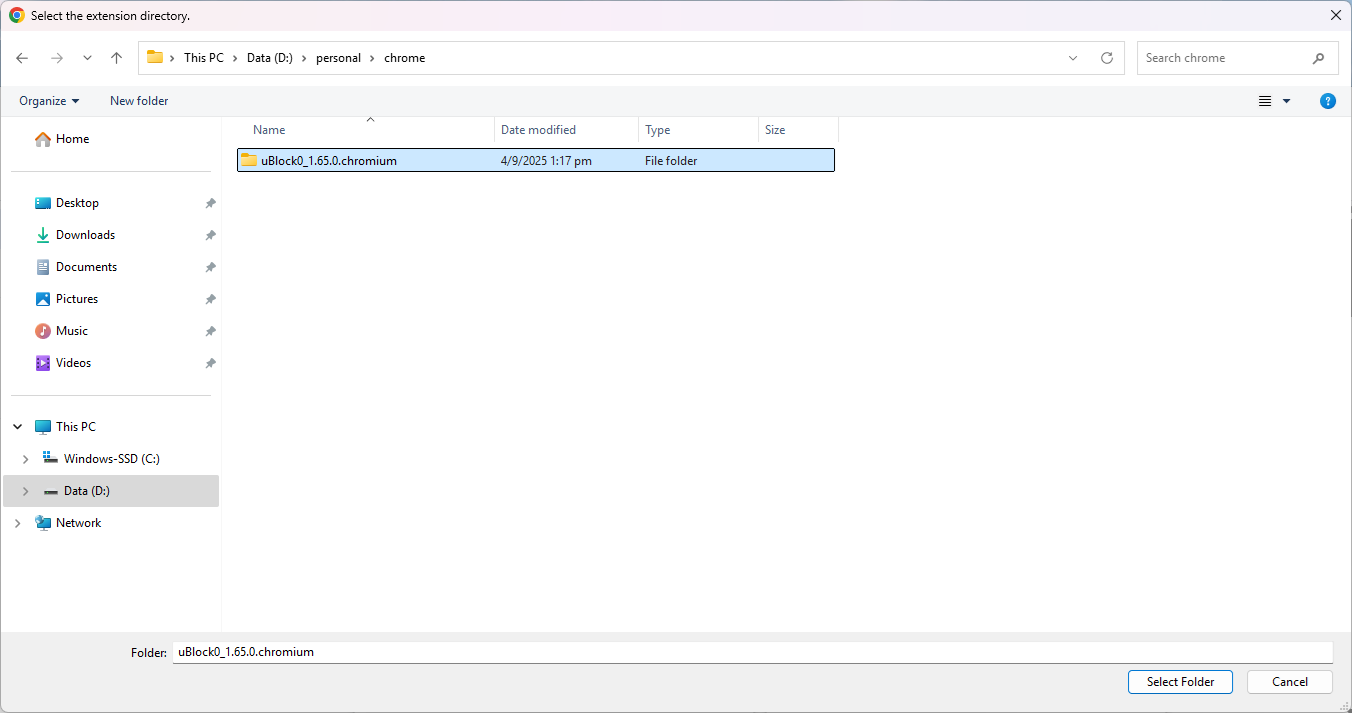 Select the extension directory.
This PC Data (D:) personal chrome
Search chrome
Organize New folder
?
Name Date modified Type Size
uBlock0_1.65.0.chromium 4/9/2025 1:17 pm File folder
Home
Desktop
Downloads
Documents
Pictures
Music
Videos
This PC
Windows-SSD (C:)
Data (D:)
Network
Folder: uBlock0_1.65.0.chromium
Select Folder Cancel